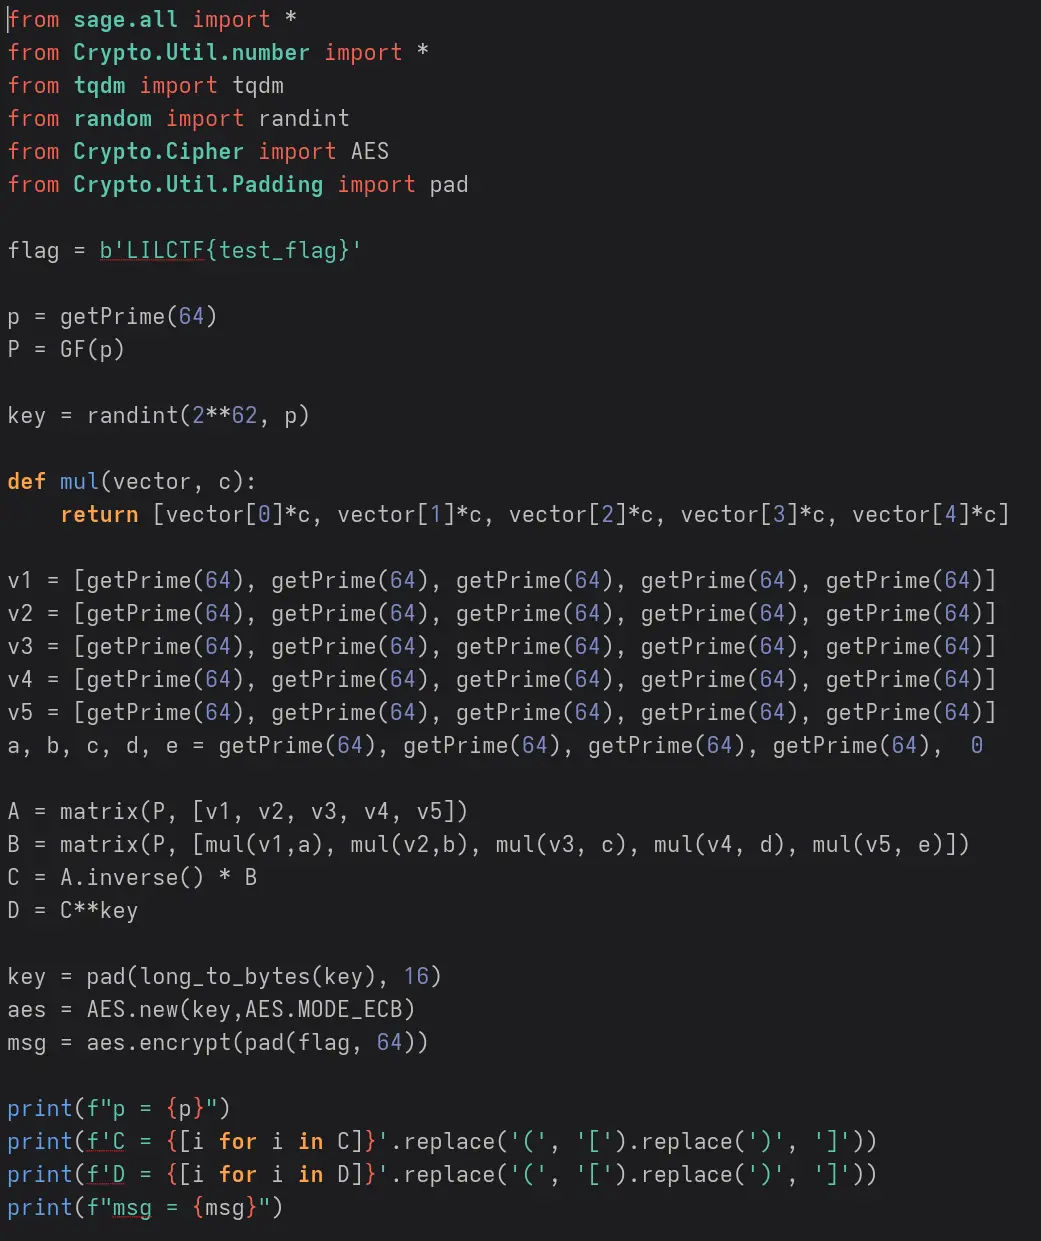 from sage.all import *
from Crypto.Util.number import *
from tqdm import tqdm
from random import randint
from Crypto.Cipher import AES
from Crypto.Util.Padding import pad
flag = b'LILCTF{test_flag}'
p = getPrime(64)
P = GF(p)
key = randint(2**62, p)
def mul(vector, c):
    return [vector[0]*c, vector[1]*c, vector[2]*c, vector[3]*c, vector[4]*c]
v1 = [getPrime(64), getPrime(64), getPrime(64), getPrime(64), getPrime(64)]
v2 = [getPrime(64), getPrime(64), getPrime(64), getPrime(64), getPrime(64)]
v3 = [getPrime(64), getPrime(64), getPrime(64), getPrime(64), getPrime(64)]
v4 = [getPrime(64), getPrime(64), getPrime(64), getPrime(64), getPrime(64)]
v5 = [getPrime(64), getPrime(64), getPrime(64), getPrime(64), getPrime(64)]
a, b, c, d, e = getPrime(64), getPrime(64), getPrime(64), getPrime(64),  0
A = matrix(P, [v1, v2, v3, v4, v5])
B = matrix(P, [mul(v1,a), mul(v2,b), mul(v3, c), mul(v4, d), mul(v5, e)])
C = A.inverse() * B
D = C**key
key = pad(long_to_bytes(key), 16)
aes = AES.new(key,AES.MODE_ECB)
msg = aes.encrypt(pad(flag, 64))
print(f"p = {p}")
print(f'C = {[i for i in C]}'.replace('(', '[').replace(')', ']'))
print(f'D = {[i for i in D]}'.replace('(', '[').replace(')', ']'))
print(f"msg = {msg}")